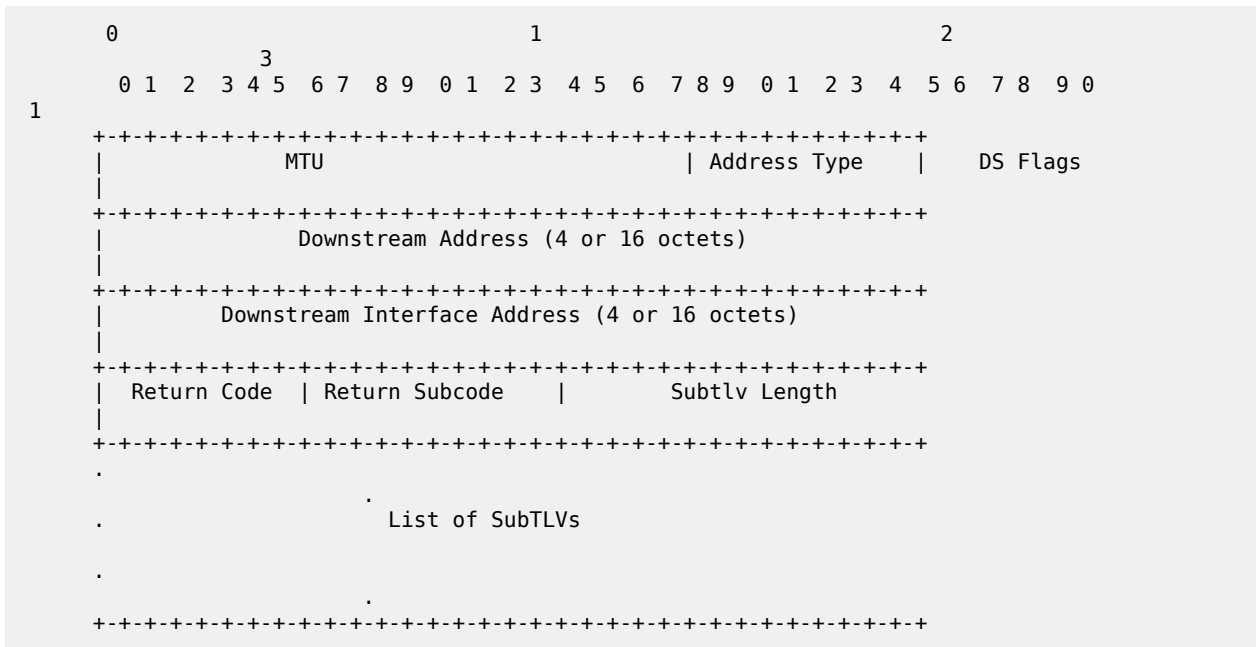 0 1 2
3
0 1 2 3 4 5 6 7 8 9 0 1 2 3 4 5 6 7 8 9 0 1 2 3 4 5 6 7 8 9 0
1
+-+-+-+-+-+-+-+-+-+-+-+-+-+-+-+-+-+-+-+-+-+-+-+-+-+-+-+-+-+-+-+-+
| MTU | Address Type | DS Flags
|
+-+-+-+-+-+-+-+-+-+-+-+-+-+-+-+-+-+-+-+-+-+-+-+-+-+-+-+-+-+-+-+-+
| Downstream Address (4 or 16 octets)
|
+-+-+-+-+-+-+-+-+-+-+-+-+-+-+-+-+-+-+-+-+-+-+-+-+-+-+-+-+-+-+-+-+
| Downstream Interface Address (4 or 16 octets)
|
+-+-+-+-+-+-+-+-+-+-+-+-+-+-+-+-+-+-+-+-+-+-+-+-+-+-+-+-+-+-+-+-+
| Return Code | Return Subcode | Subtlv Length
|
+-+-+-+-+-+-+-+-+-+-+-+-+-+-+-+-+-+-+-+-+-+-+-+-+-+-+-+-+-+-+-+-+
.
.
. List of SubTLVs
.
.
+-+-+-+-+-+-+-+-+-+-+-+-+-+-+-+-+-+-+-+-+-+-+-+-+-+-+-+-+-+-+-+-+